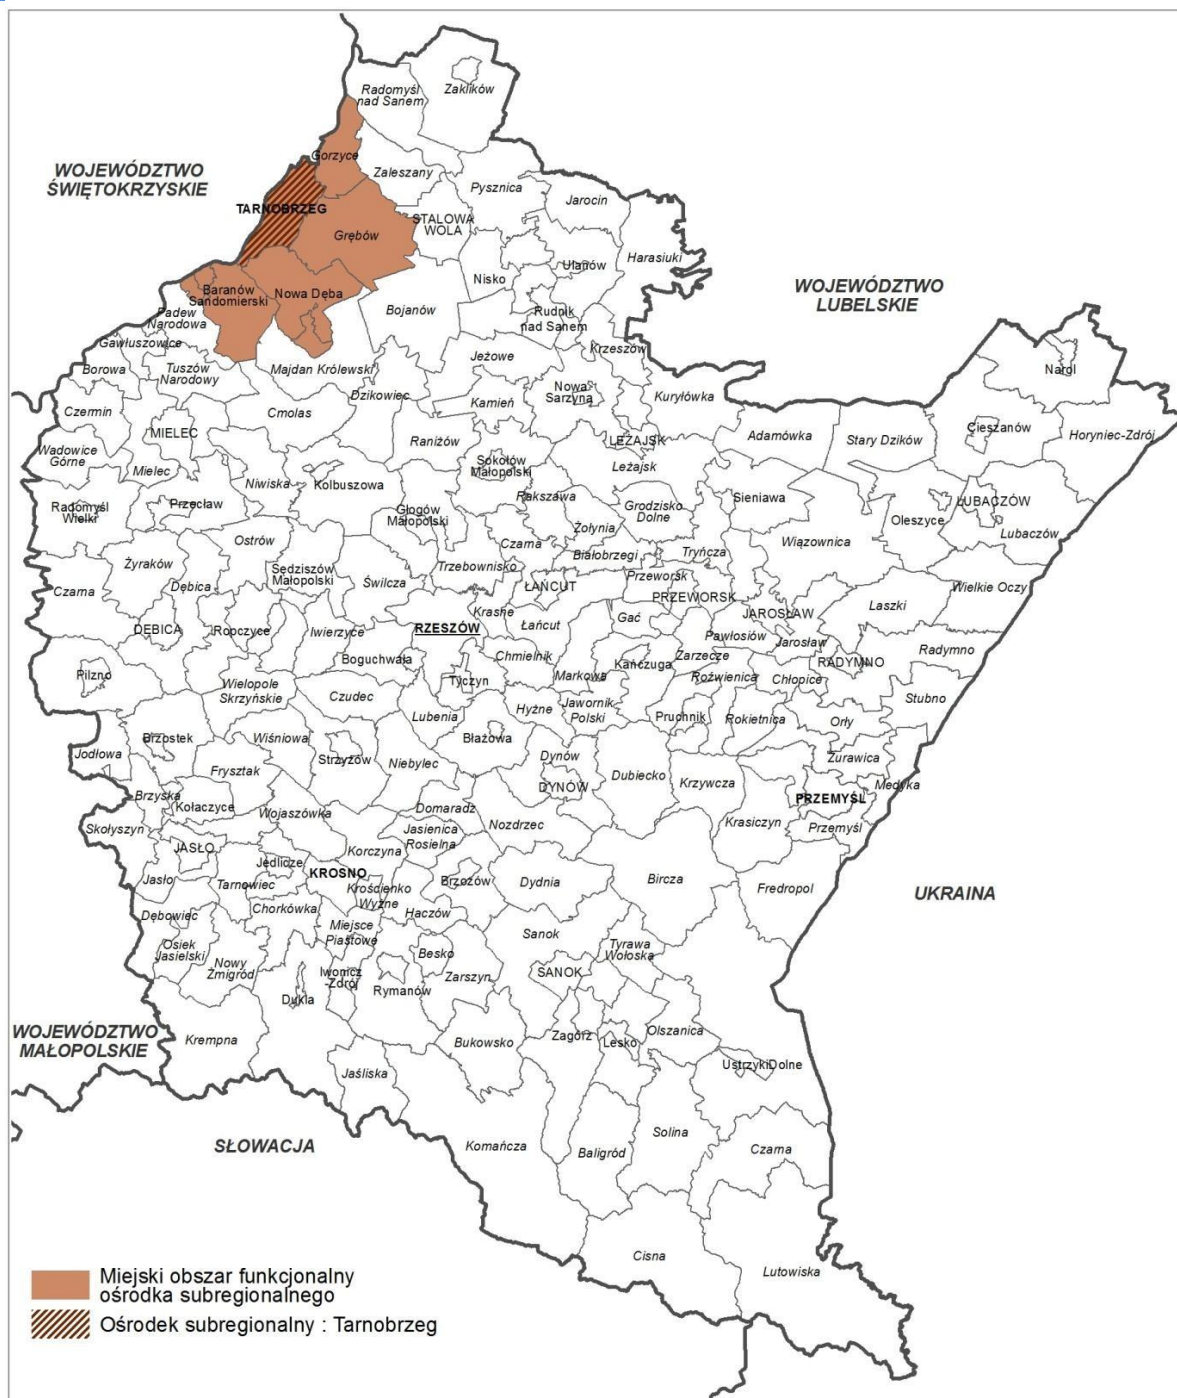 Radomyśl
nad Sanem
Zaklików
Gorzyce
WOJEWÓDZTWO
ŚWIĘTOKRZYSKIE
Zaleszany
Pysznica
Jarocin
TARNOBRZEG
STALOWA
WOLA
Grębów
Harasiuki
Ulanów
Nisko
WOJEWÓDZTWO
LUBELSKIE
Baranów
Sandomierski
Nowa Dęba
Bojanów
Rudnik
nad Sanem
Padew
Narodowa
Gawłuszowice
Krzeszów
Borowa
Tuszów
Narodowy
Majdan Królewski
Jeżowe
Narol
Dzikowiec
Nowa
Sarzyna
Kuryłówka
Czermin
Cmolas
Kamień
MIELEC
Raniżów
LEŻAJSK
Adamówka
Stary Dzików
Cieszanów
Horyniec-Zdrój
Wadowice
Górne
Mielec
Sokołów
Małopolski
Leżajsk
Niwiska
Kolbuszowa
Rakszawa
Sieniawa
Radomyśl
Wielki
Przecław
Głogów
Małopolski
Grodzisko
Dolne
LUBACZÓW
Oleszyce
Żołynia
Lubaczów
Ostrów
Czarna
Białobrzegi
Tryńcza
Wiązownica
Żyraków
Dębica
Sędziszów
Małopolski
Świlcza
Trzebownisko
Przeworsk
Wielkie Oczy
Czarna
ŁAŃCUT
PRZEWORSK
JAROSŁAW
Laszki
Krasne
Łańcut
Gać
DĘBICA
Ropczyce
Iwierzyce
RZESZÓW
Pawłosiów
Jarosław
Radymno
Boguchwała
Chmielnik
Kańczuga
Zarzecze
RADYMNO
Pilzno
Tyczyn
Markowa
Roźwienica
Chłopice
Wielopole
Skrzyńskie
Czudec
Stubno
Lubenia
Hyżne
Jawornik
Polski
Pruchnik
Rokietnica
Orły
Brzostek
Wiśniowa
Błażowa
Jodłowa
Strzyżów
Niebylec
Dynów
Żurawica
Frysztak
Dubiecko
Krzywcza
Medyka
Brzyska
DYNÓW
PRZEMYŚL
Kołaczyce
Wojaszówka
Domaradz
Skołyszyn
Jasienica
Rosielna
Nozdrzec
Krasiczyn
Przemyśl
JASŁO
Korczyna
Jedlicze
KROSNO
Brzozów
Dydnia
Bircza
Fredropol
Jasło
Tarnowiec
Krościenko
Wyżne
UKRAINA
Dębowiec
Chorkówka
Haczów
Miejsce
Piastowe
Sanok
Osiek
Jasielski
Tyrawa
Wołoska
Nowy
Żmigród
Besko
Iwonicz
-Zdrój
Zarszyn
SANOK
Dukla
Rymanów
WOJEWÓDZTWO
MAŁOPOLSKIE
Krempna
Bukowsko
Zagórz
Lesko
Olszanica
UstrzykiDolne
Jaśliska
SŁOWACJA
Komańcza
Baligród
Solina
Czarna
Cisna
Lutowiska
Miejski obszar funkcjonalny
ośrodka subregionalnego
Ośrodek subregionalny : Tarnobrzeg